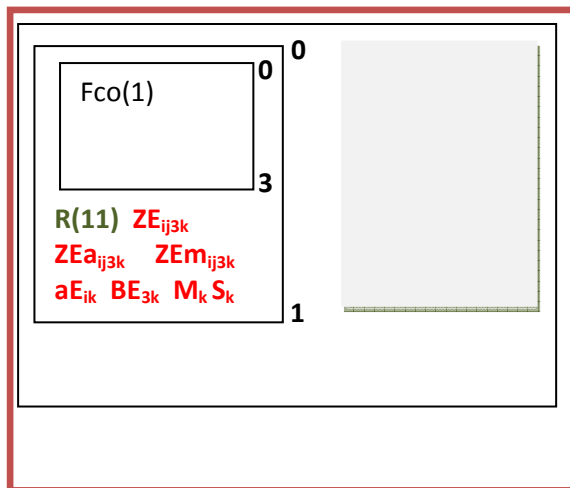 0
0
Fco(1)
3
R(11) ZEij3k
ZEaij3k ZEmij3k
aEik BE3k Mk Sk
1